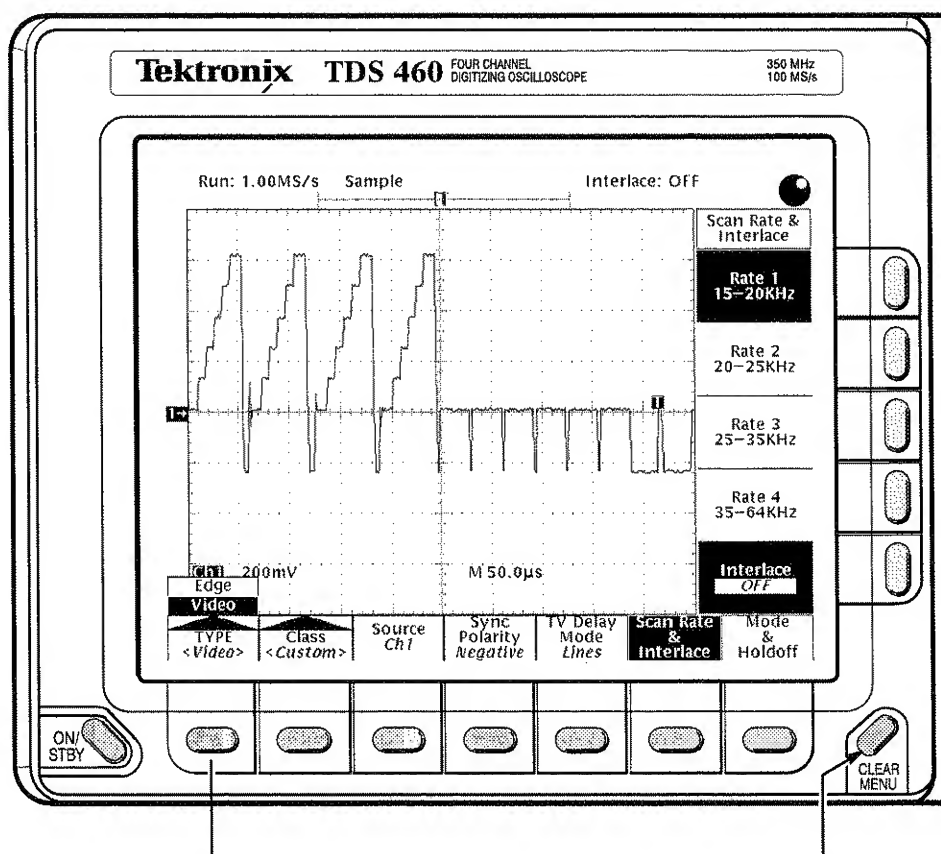 Tektronix TDS 460 FOUR CHANNEL
DIGITIZING OSCILLOSCOPE
350 MHz
100 MS/s
Run: 1.00MS/s Sample Interlace: OFF
T
Scan Rate &
Interlace
Rate 1
15–20KHz
Rate 2
20–25KHz
1→
T
Rate 3
25–35KHz
Rate 4
35–64KHz
Ch1 200mV M 50.0µs
Interlace
OFF
Edge
Video
TYPE
<Video>
Class
<Custom>
Source
Ch1
Sync
Polarity
Negative
TV Delay
Mode
Lines
Scan Rate
&
Interlace
Mode
&
Holdoff
ON/
STBY
CLEAR
MENU